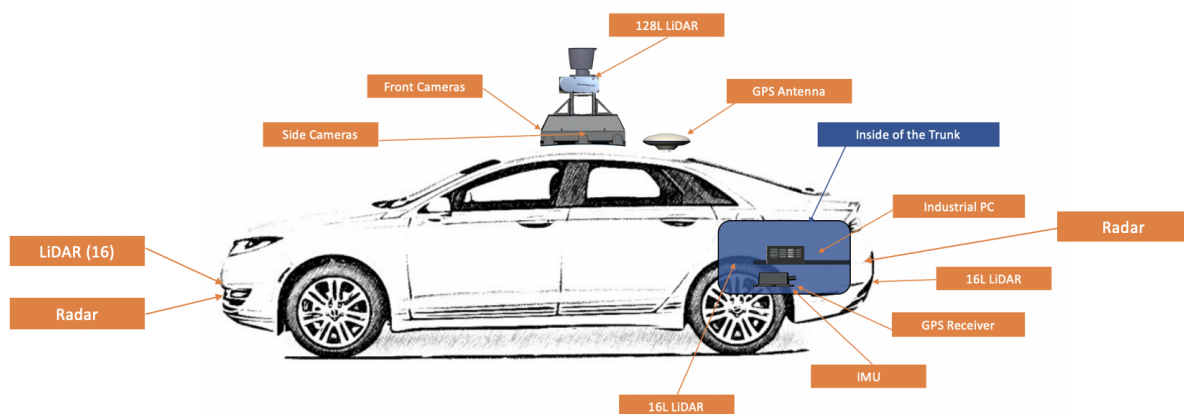 128L LiDAR
Front Cameras
GPS Antenna
Side Cameras
Inside of the Trunk
Industrial PC
Radar
LiDAR (16)
16L LiDAR
Radar
GPS Receiver
IMU
16L LiDAR